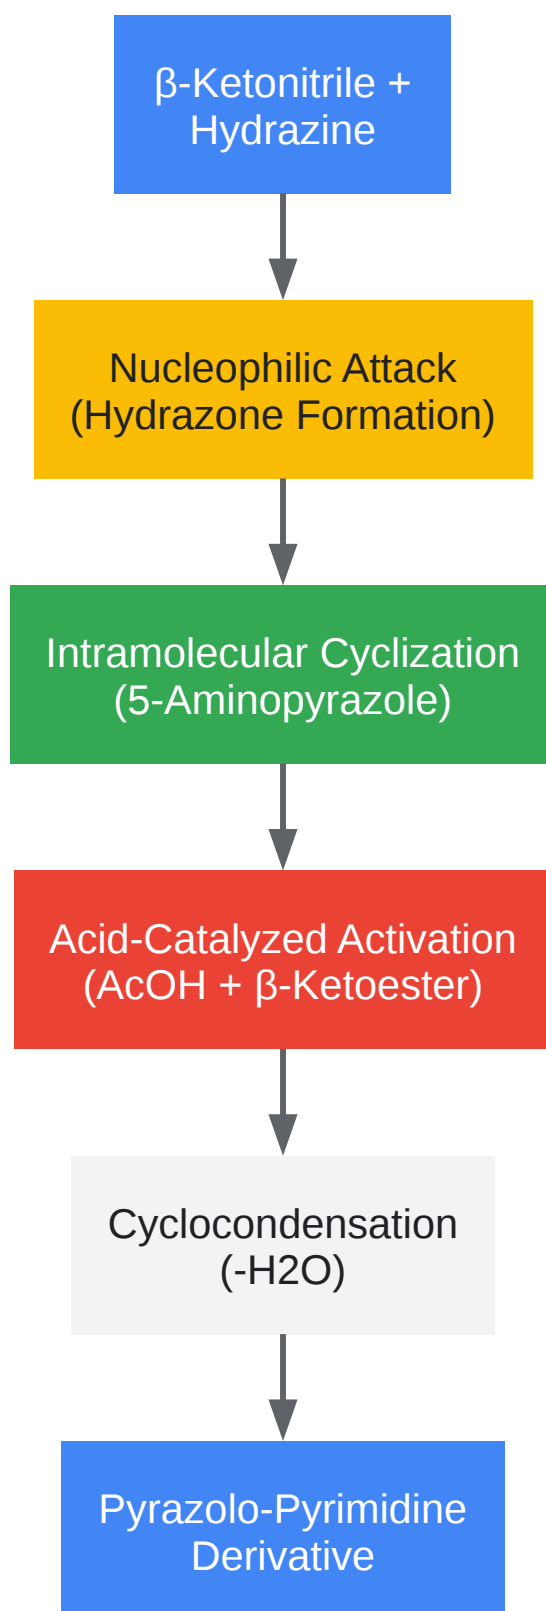 β-Ketonitrile +
Hydrazine
Nucleophilic Attack
(Hydrazone Formation)
Intramolecular Cyclization
(5-Aminopyrazole)
Acid-Catalyzed Activation
(AcOH + β-Ketoester)
Cyclocondensation
(-H2O)
Pyrazolo-Pyrimidine
Derivative